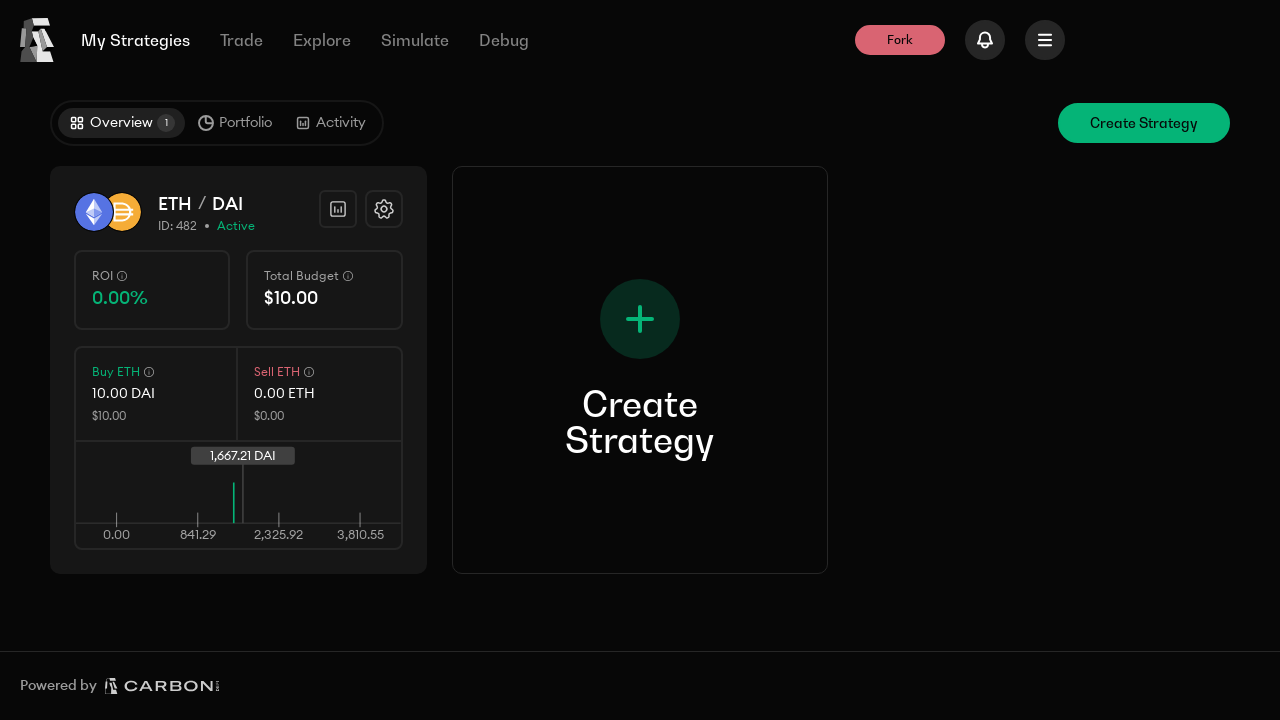 My Strategies
Trade
Explore
Simulate
Debug
Fork
Overview 1
Portfolio
Activity
Create Strategy
ETH / DAI
ID: 482 • Active
ROI
0.00%
Total Budget
$10.00
Buy ETH
10.00 DAI
$10.00
Sell ETH
0.00 ETH
$0.00
1,667.21 DAI
0.00
841.29
2,325.92
3,810.55
Create
Strategy
Powered by CARBON